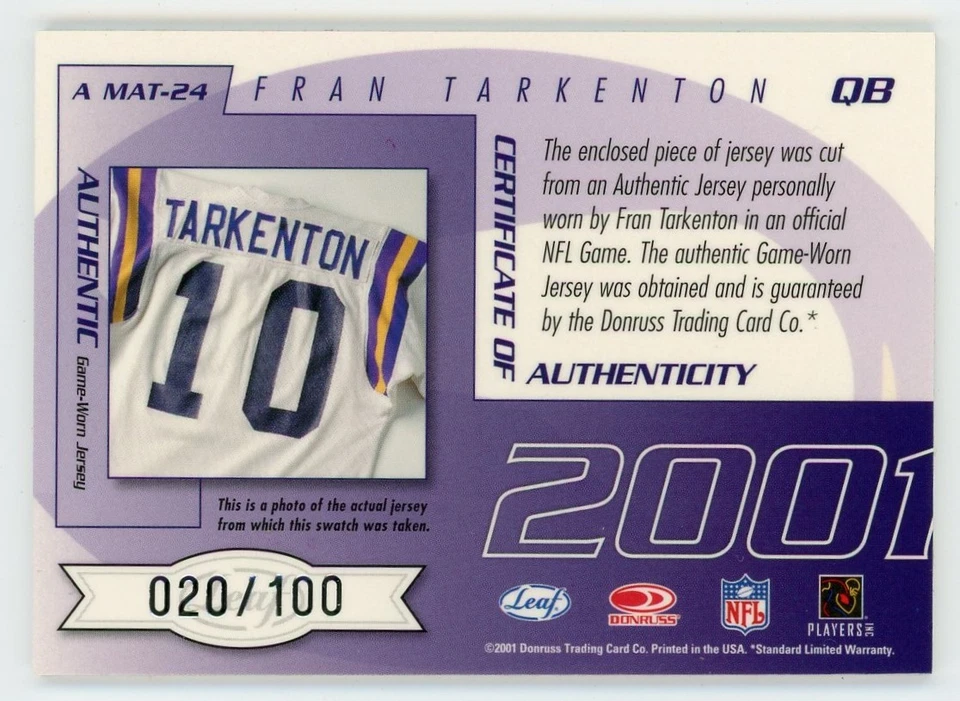 A MAT-24
FRAN TARKENTON
QB
AUTHENTIC Game-Worn Jersey
TARKENTON
10
This is a photo of the actual jersey
from which this swatch was taken.
CERTIFICATE OF
AUTHENTICITY
The enclosed piece of jersey was cut
from an Authentic Jersey personally
worn by Fran Tarkenton in an official
NFL Game. The authentic Game-Worn
Jersey was obtained and is guaranteed
by the Donruss Trading Card Co.*
2001
Leaf
020/100
Leaf
DONRUSS
NFL
PLAYERS INC
©2001 Donruss Trading Card Co. Printed in the USA. *Standard Limited Warranty.